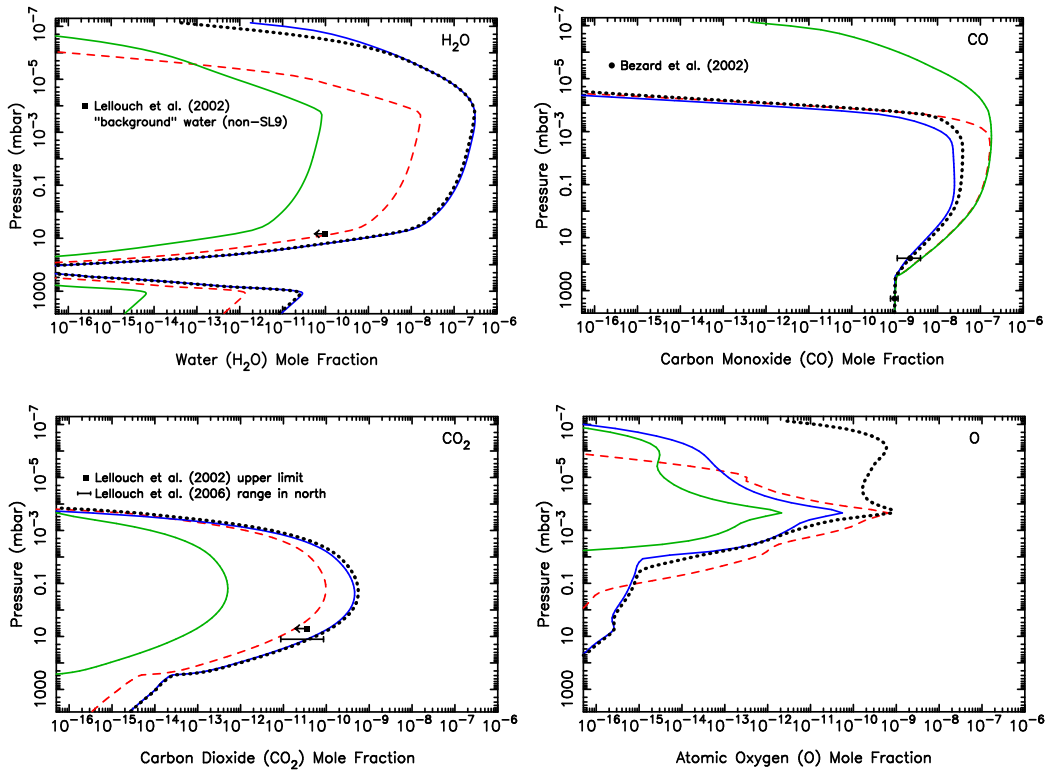 H₂O
■ Lellouch et al. (2002)
"background" water (non-SL9)
Pressure (mbar)
10⁻⁷
10⁻⁵
10⁻³
0.1
10
1000
10⁻¹⁶ 10⁻¹⁵ 10⁻¹⁴ 10⁻¹³ 10⁻¹² 10⁻¹¹ 10⁻¹⁰ 10⁻⁹ 10⁻⁸ 10⁻⁷ 10⁻⁶
Water (H₂O) Mole Fraction
CO
● Bezard et al. (2002)
Pressure (mbar)
10⁻⁷
10⁻⁵
10⁻³
0.1
10
1000
10⁻¹⁶ 10⁻¹⁵ 10⁻¹⁴ 10⁻¹³ 10⁻¹² 10⁻¹¹ 10⁻¹⁰ 10⁻⁹ 10⁻⁸ 10⁻⁷ 10⁻⁶
Carbon Monoxide (CO) Mole Fraction
CO₂
■ Lellouch et al. (2002) upper limit
Lellouch et al. (2006) range in north
Pressure (mbar)
10⁻⁷
10⁻⁵
10⁻³
0.1
10
1000
10⁻¹⁶ 10⁻¹⁵ 10⁻¹⁴ 10⁻¹³ 10⁻¹² 10⁻¹¹ 10⁻¹⁰ 10⁻⁹ 10⁻⁸ 10⁻⁷ 10⁻⁶
Carbon Dioxide (CO₂) Mole Fraction
O
Pressure (mbar)
10⁻⁷
10⁻⁵
10⁻³
0.1
10
1000
10⁻¹⁶ 10⁻¹⁵ 10⁻¹⁴ 10⁻¹³ 10⁻¹² 10⁻¹¹ 10⁻¹⁰ 10⁻⁹ 10⁻⁸ 10⁻⁷ 10⁻⁶
Atomic Oxygen (O) Mole Fraction